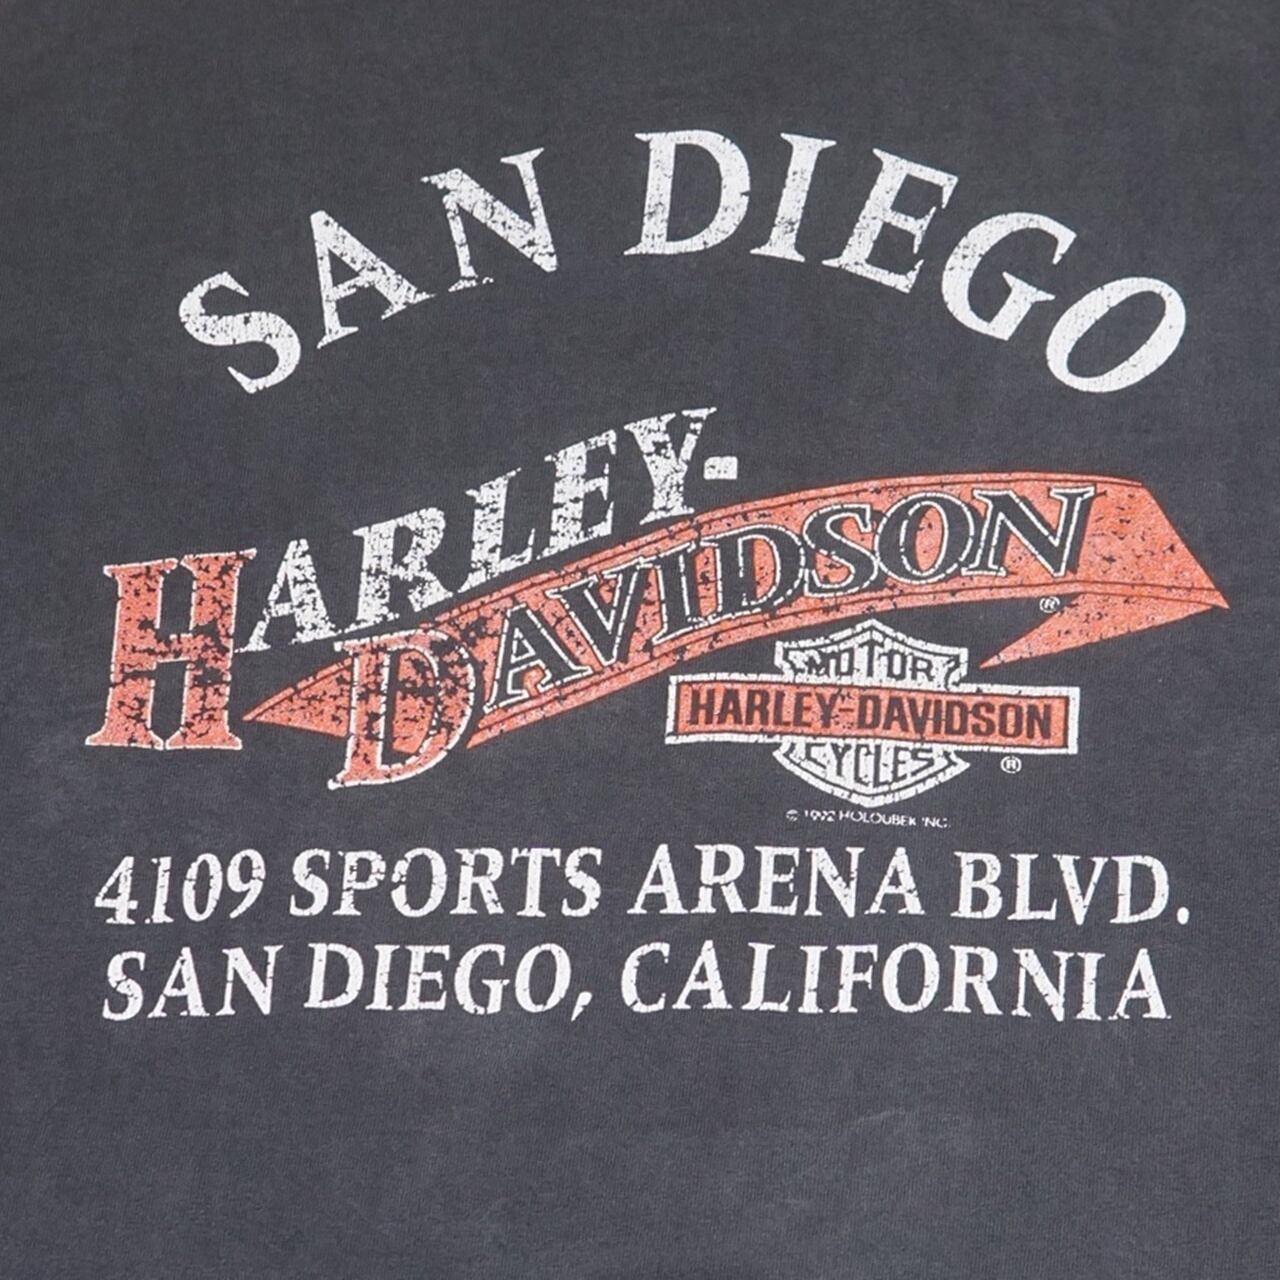 SAN DIEGO
HARLEY-
DAVIDSON ®
MOTOR
HARLEY-DAVIDSON
CYCLES ®
© 1992 HOLOUBEK INC.
4109 SPORTS ARENA BLVD.
SAN DIEGO, CALIFORNIA